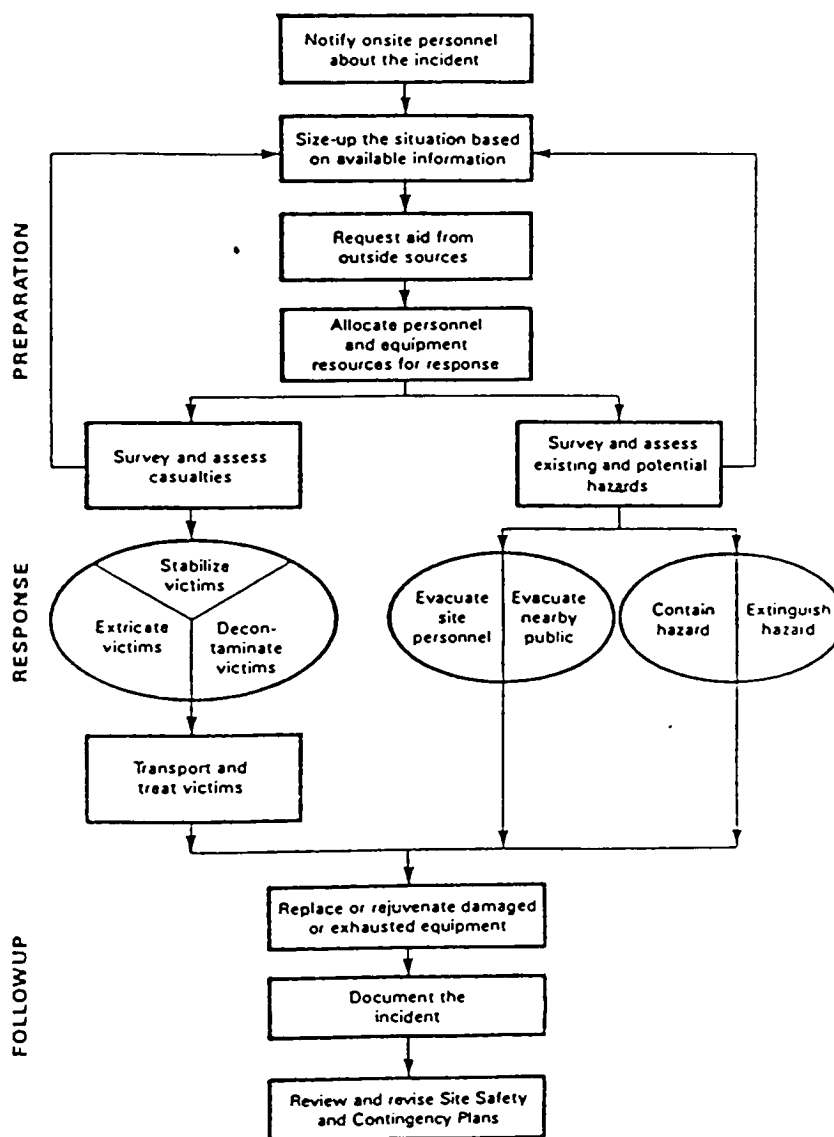 Notify onsite personnel
about the incident
Size-up the situation based
on available information
PREPARATION
Request aid from
outside sources
Allocate personnel
and equipment
resources for response
Survey and assess
casualties
Survey and assess
existing and potential
hazards
RESPONSE
Stabilize
victims
Extricate
victims
Decon-
taminate
victims
Evacuate
site
personnel
Evacuate
nearby
public
Contain
hazard
Extinguish
hazard
Transport and
treat victims
FOLLOWUP
Replace or rejuvenate damaged
or exhausted equipment
Document the
incident
Review and revise Site Safety
and Contingency Plans